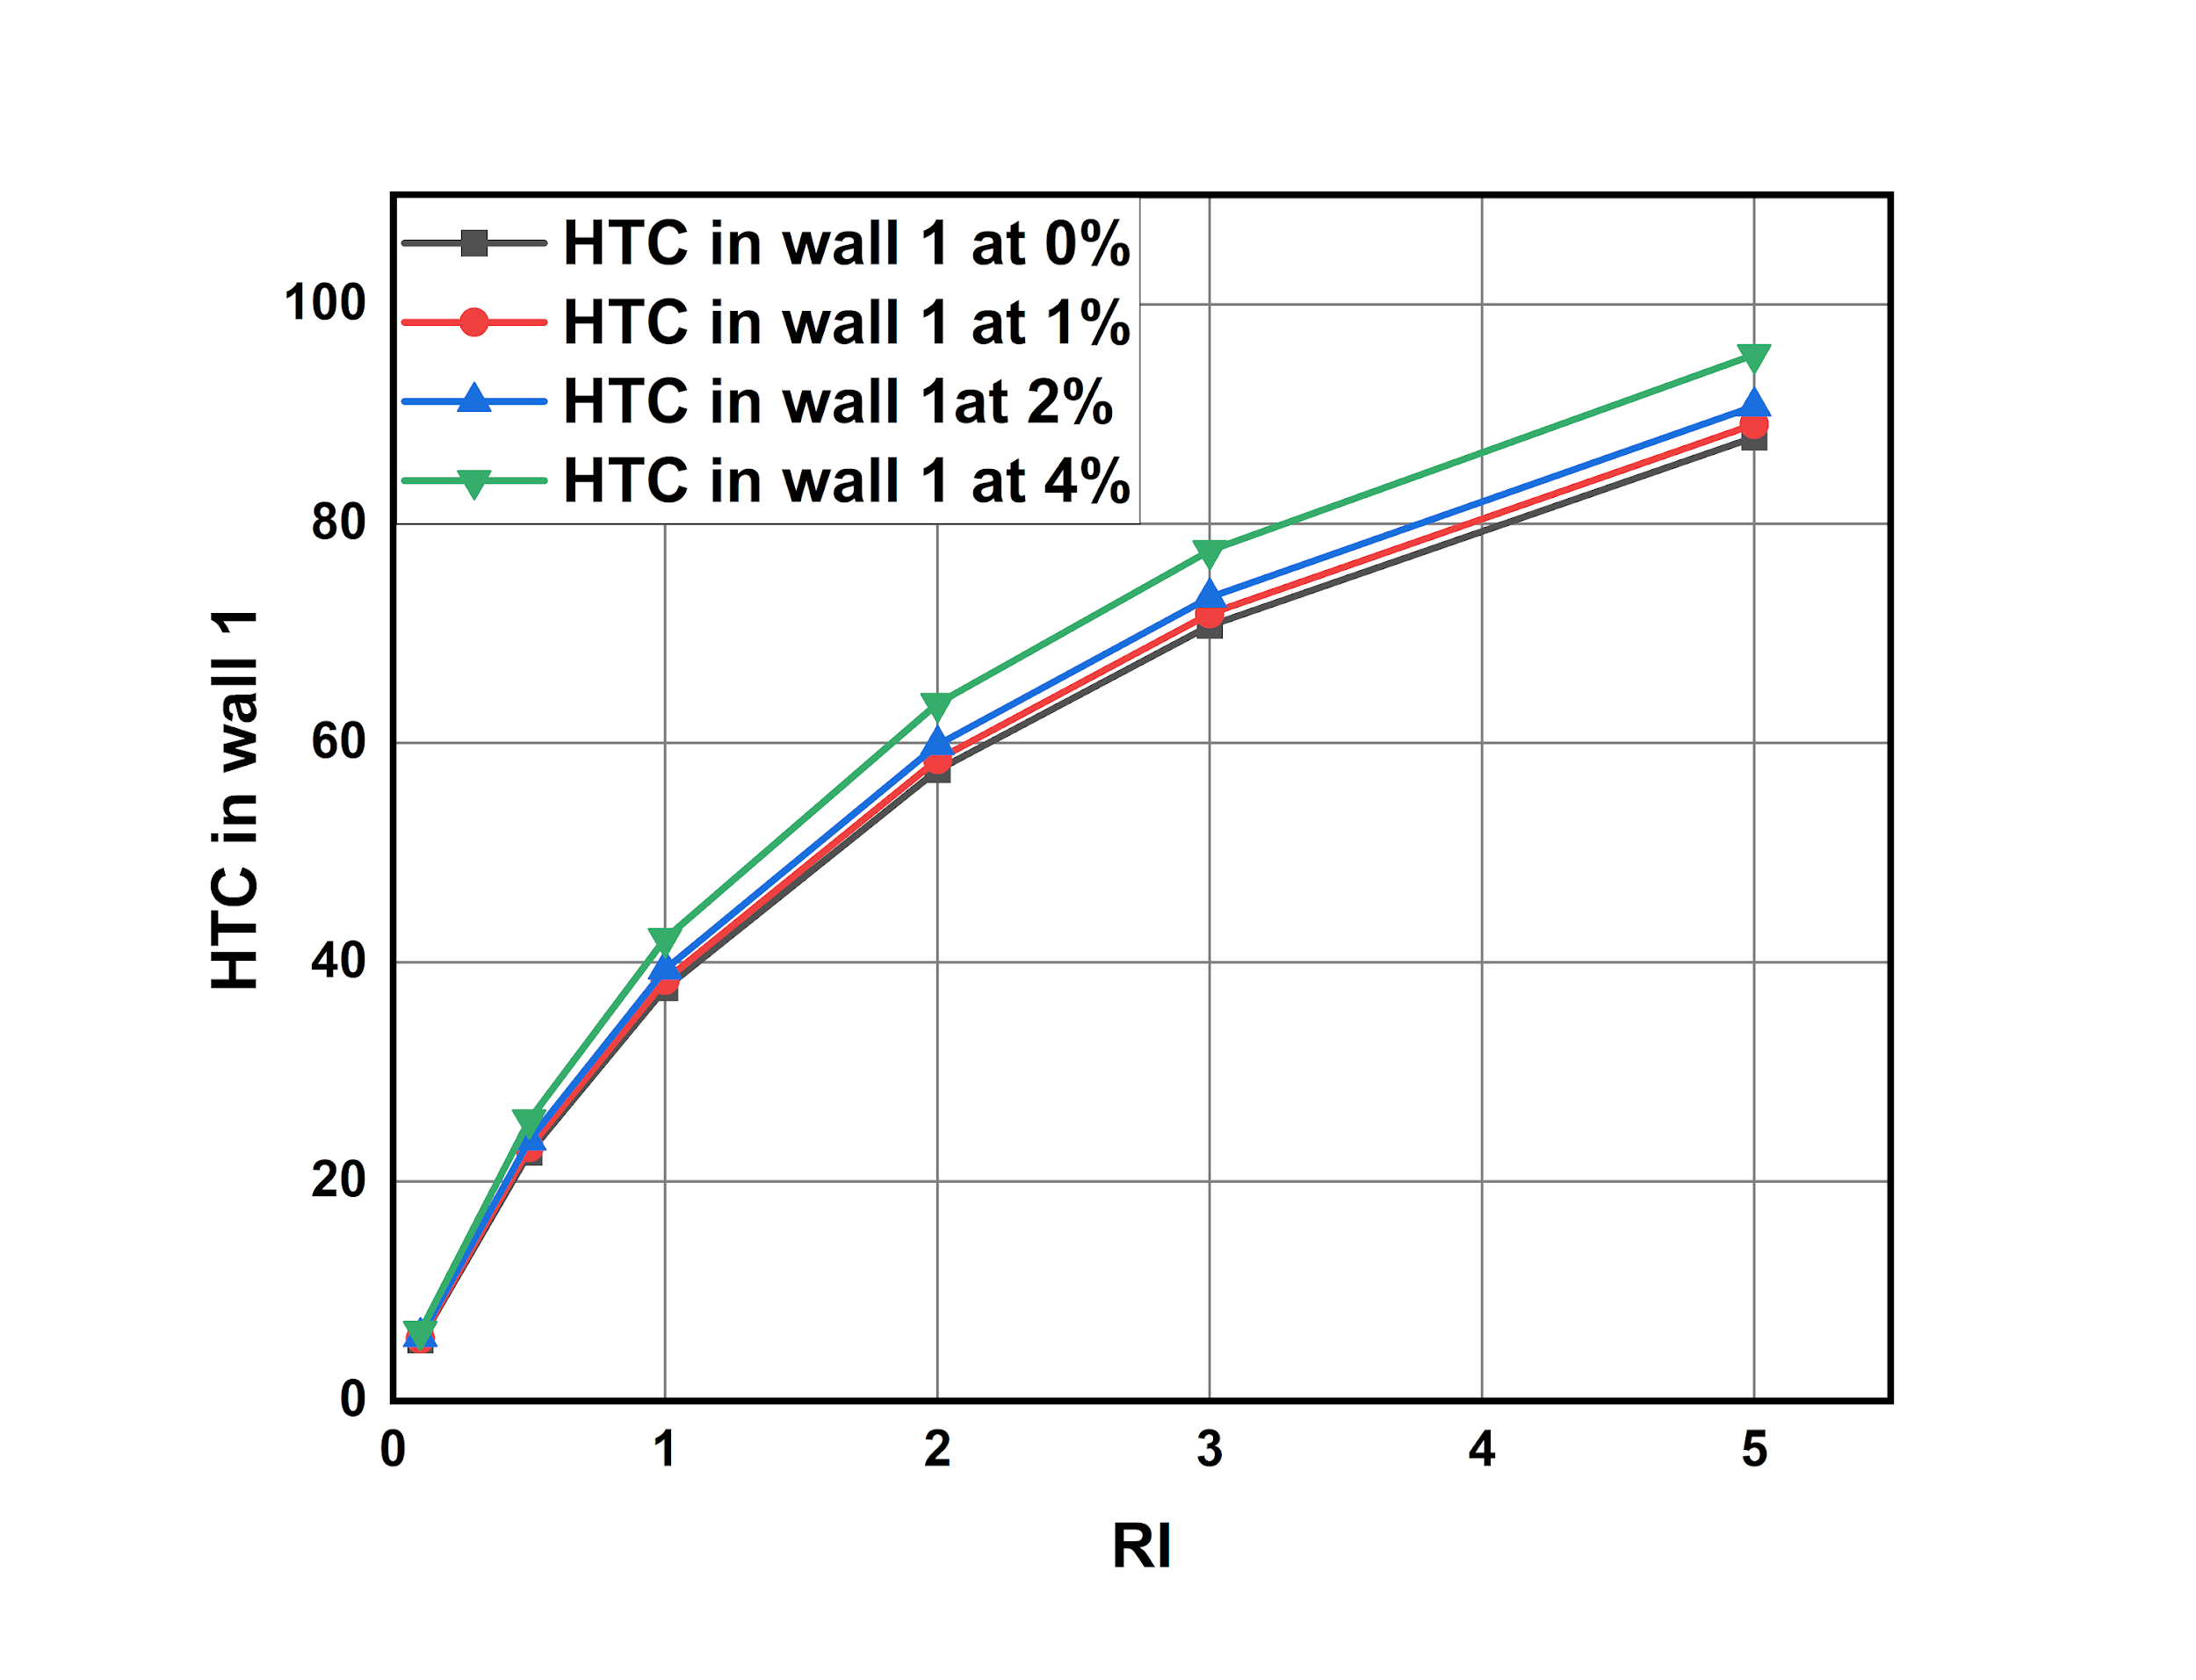 HTC in wall 1 at 0%
HTC in wall 1 at 1%
HTC in wall 1at 2%
HTC in wall 1 at 4%
100
80
60
40
20
0
HTC in wall 1
0 1 2 3 4 5
RI